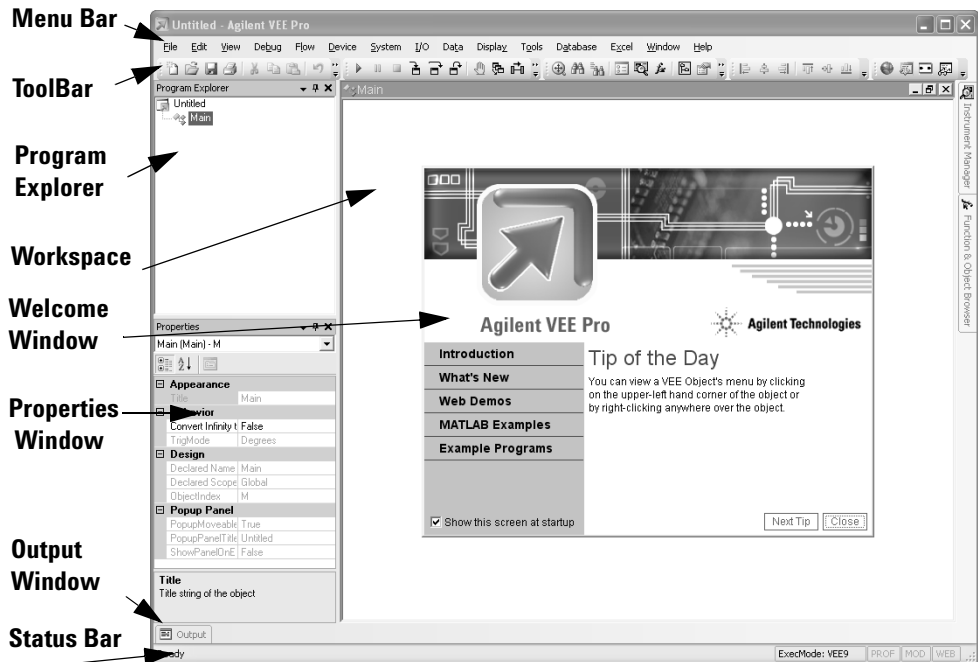 Menu Bar
ToolBar
Program
Explorer
Workspace
Welcome
Window
Properties
Window
Output
Window
Status Bar
Untitled - Agilent VEE Pro
File Edit View Debug Flow Device System I/O Data Display Tools Database Excel Window Help
Program Explorer
Untitled
Main
Main
Instrument Manager
Function & Object Browser
Agilent VEE Pro
Agilent Technologies
Introduction
What's New
Web Demos
MATLAB Examples
Example Programs
Show this screen at startup
Tip of the Day
You can view a VEE Object's menu by clicking
on the upper-left hand corner of the object or
by right-clicking anywhere over the object.
Next Tip Close
Properties
Main (Main) - M
Appearance
Title Main
Convert Infinity t False
TrigMode Degrees
Design
Declared Name Main
Declared Scope Global
ObjectIndex M
Popup Panel
PopupMoveable True
PopupPanelTitle Untitled
ShowPanelOnE False
Title
Title string of the object
Output
ExecMode: VEE9 PROF MOD WEB